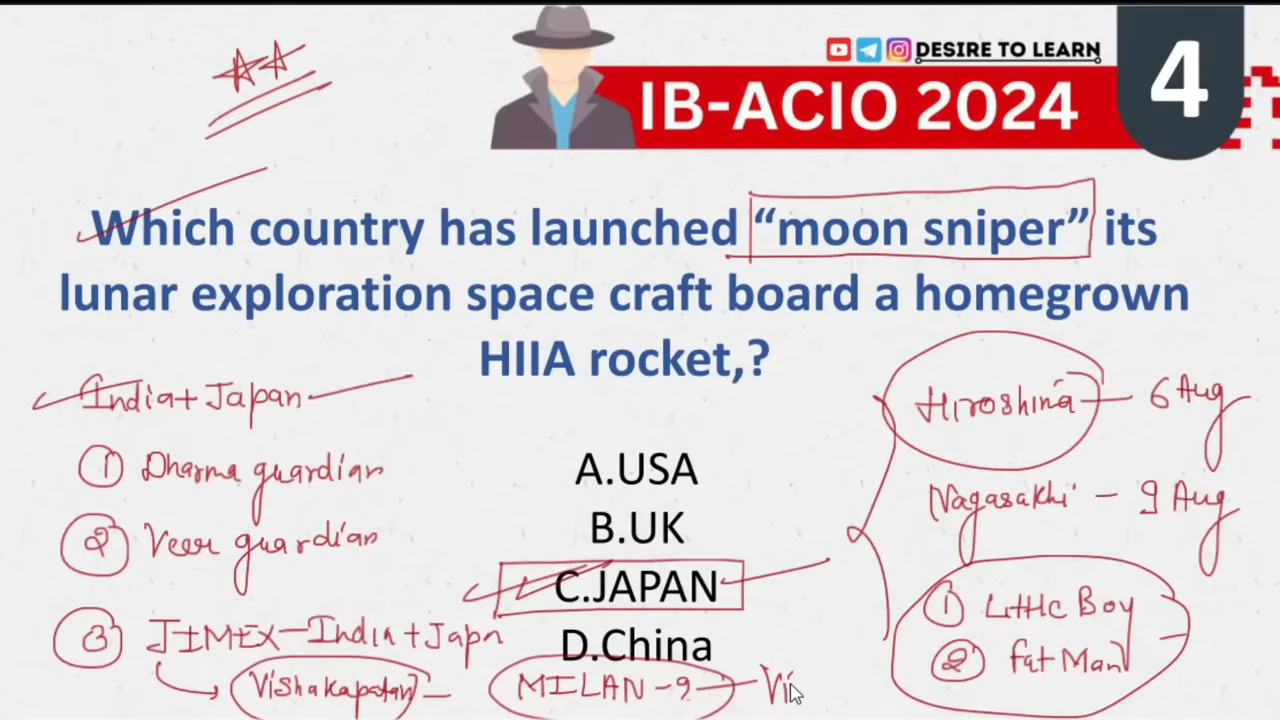 DESIRE TO LEARN
IB-ACIO 2024
4
Which country has launched “moon sniper” its
lunar exploration space craft board a homegrown
HIIA rocket,?
A.USA
B.UK
C.JAPAN
D.China
India+Japan
① Dharma guardian
② Veer guardian
③ JIMEX-India+Japn
Vishakapatan
MILAN-2 - Vi
Hiroshima - 6 Aug
Nagasakhi - 9 Aug
① Little Boy
② Fat Man